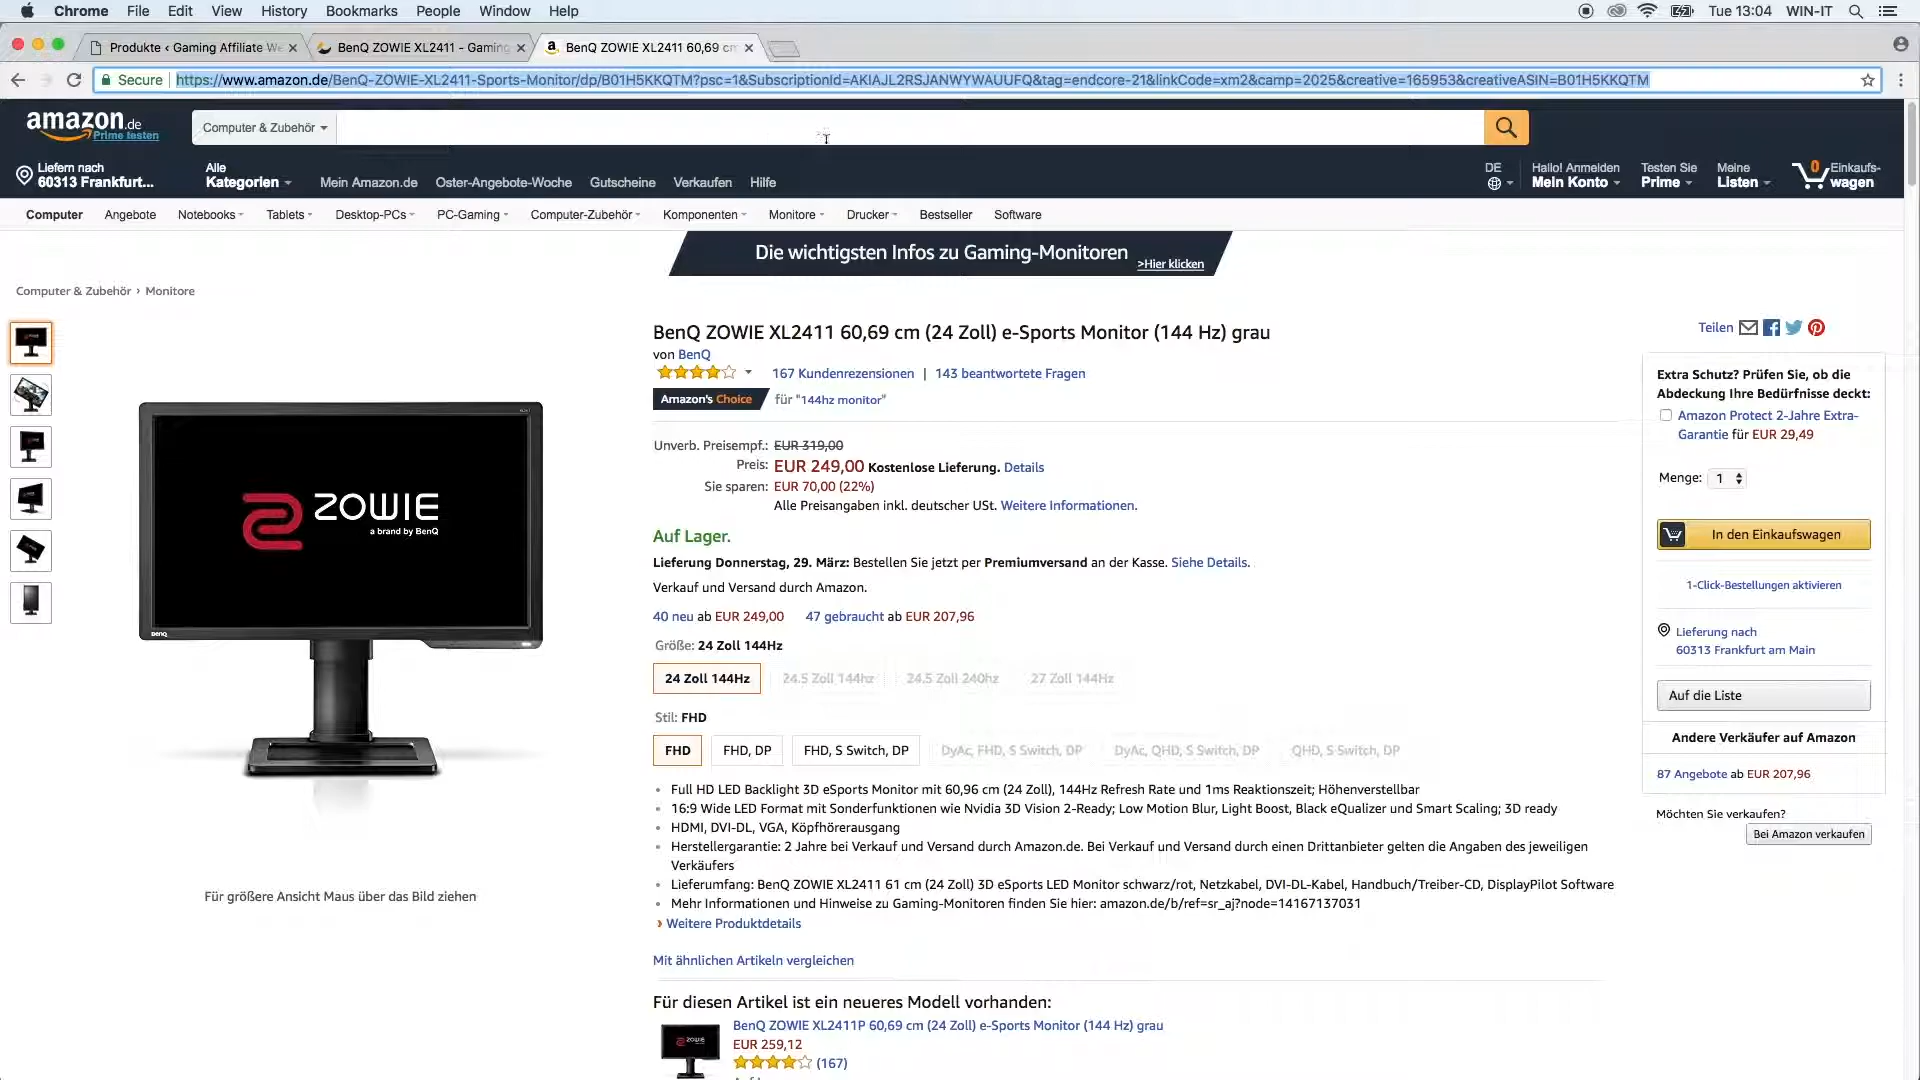 Chrome File Edit View History Bookmarks People Window Help Tue 13:04 WIN-IT
Produkte ‹ Gaming Affiliate We BenQ ZOWIE XL2411 - Gaming BenQ ZOWIE XL2411 60,69 cm
Secure https://www.amazon.de/BenQ-ZOWIE-XL2411-Sports-Monitor/dp/B01H5KKQTM?psc=1&SubscriptionId=AKIAJL2RSJANWYWAUUFQ&tag=endcore-21&linkCode=xm2&camp=2025&creative=165953&creativeASIN=B01H5KKQTM
amazon.de
Prime testen
Computer & Zubehör
Liefern nach
60313 Frankfurt...
Alle
Kategorien
Mein Amazon.de Oster-Angebote-Woche Gutscheine Verkaufen Hilfe
DE
Hallo! Anmelden
Mein Konto
Testen Sie
Prime
Meine
Listen
0 Einkaufs-
wagen
Computer Angebote Notebooks Tablets Desktop-PCs PC-Gaming Computer-Zubehör Komponenten Monitore Drucker Bestseller Software
Die wichtigsten Infos zu Gaming-Monitoren >Hier klicken
Computer & Zubehör › Monitore
ZOWIE
a brand by BenQ
BenQ
Für größere Ansicht Maus über das Bild ziehen
BenQ ZOWIE XL2411 60,69 cm (24 Zoll) e-Sports Monitor (144 Hz) grau
von BenQ
167 Kundenrezensionen | 143 beantwortete Fragen
Amazon's Choice für "144hz monitor"
Unverb. Preisempf.: EUR 319,00
Preis: EUR 249,00 Kostenlose Lieferung. Details
Sie sparen: EUR 70,00 (22%)
Alle Preisangaben inkl. deutscher USt. Weitere Informationen.
Auf Lager.
Lieferung Donnerstag, 29. März: Bestellen Sie jetzt per Premiumversand an der Kasse. Siehe Details.
Verkauf und Versand durch Amazon.
40 neu ab EUR 249,00 47 gebraucht ab EUR 207,96
Größe: 24 Zoll 144Hz
24 Zoll 144Hz 24.5 Zoll 144hz 24.5 Zoll 240hz 27 Zoll 144Hz
Stil: FHD
FHD FHD, DP FHD, S Switch, DP DyAc, FHD, S Switch, DP DyAc, QHD, S Switch, DP QHD, S Switch, DP
• Full HD LED Backlight 3D eSports Monitor mit 60,96 cm (24 Zoll), 144Hz Refresh Rate und 1ms Reaktionszeit; Höhenverstellbar
• 16:9 Wide LED Format mit Sonderfunktionen wie Nvidia 3D Vision 2-Ready; Low Motion Blur, Light Boost, Black eQualizer und Smart Scaling; 3D ready
• HDMI, DVI-DL, VGA, Köpfhörerausgang
• Herstellergarantie: 2 Jahre bei Verkauf und Versand durch Amazon.de. Bei Verkauf und Versand durch einen Drittanbieter gelten die Angaben des jeweiligen
Verkäufers
• Lieferumfang: BenQ ZOWIE XL2411 61 cm (24 Zoll) 3D eSports LED Monitor schwarz/rot, Netzkabel, DVI-DL-Kabel, Handbuch/Treiber-CD, DisplayPilot Software
• Mehr Informationen und Hinweise zu Gaming-Monitoren finden Sie hier: amazon.de/b/ref=sr_aj?node=14167137031
› Weitere Produktdetails
Mit ähnlichen Artikeln vergleichen
Für diesen Artikel ist ein neueres Modell vorhanden:
BenQ ZOWIE XL2411P 60,69 cm (24 Zoll) e-Sports Monitor (144 Hz) grau
EUR 259,12
(167)
Teilen
Extra Schutz? Prüfen Sie, ob die
Abdeckung Ihre Bedürfnisse deckt:
Amazon Protect 2-Jahre Extra-
Garantie für EUR 29,49
Menge: 1
In den Einkaufswagen
1-Click-Bestellungen aktivieren
Lieferung nach
60313 Frankfurt am Main
Auf die Liste
Andere Verkäufer auf Amazon
87 Angebote ab EUR 207,96
Möchten Sie verkaufen?
Bei Amazon verkaufen